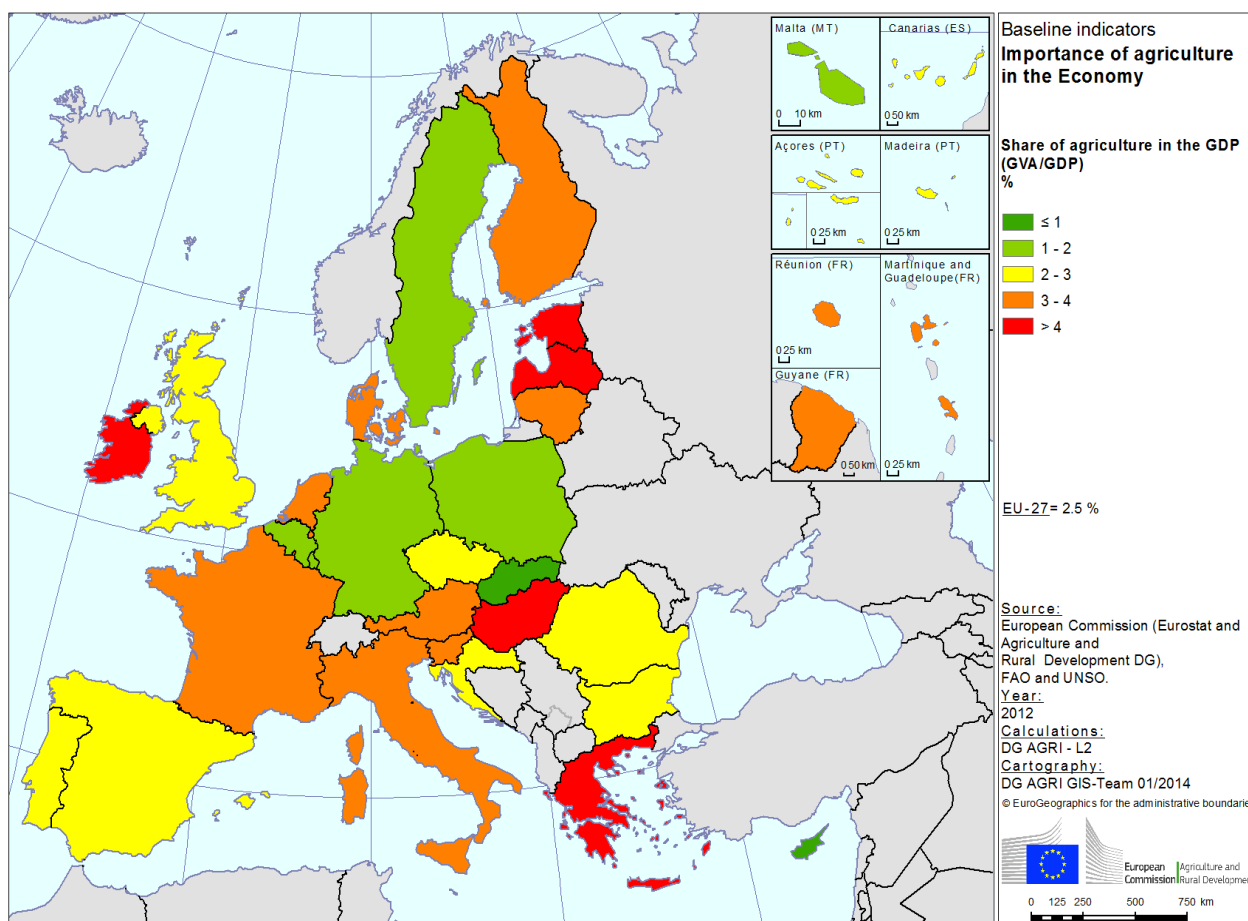 Baseline indicators
Importance of agriculture
in the Economy
Share of agriculture in the GDP
(GVA/GDP)
%
≤ 1
1 - 2
2 - 3
3 - 4
> 4
EU-27= 2.5 %
Source:
European Commission (Eurostat and
Agriculture and
Rural Development DG),
FAO and UNSO.
Year:
2012
Calculations:
DG AGRI - L2
Cartography:
DG AGRI GIS-Team 01/2014
© EuroGeographics for the administrative boundarie
European
Commission
Agriculture and
Rural Developmen
0 125 250 500 750 km
Malta (MT)
0 10 km
Canarias (ES)
0 50 km
Açores (PT)
0 25 km
Madeira (PT)
0 25 km
Réunion (FR)
0 25 km
Martinique and
Guadeloupe(FR)
0 25 km
Guyane (FR)
0 50 km